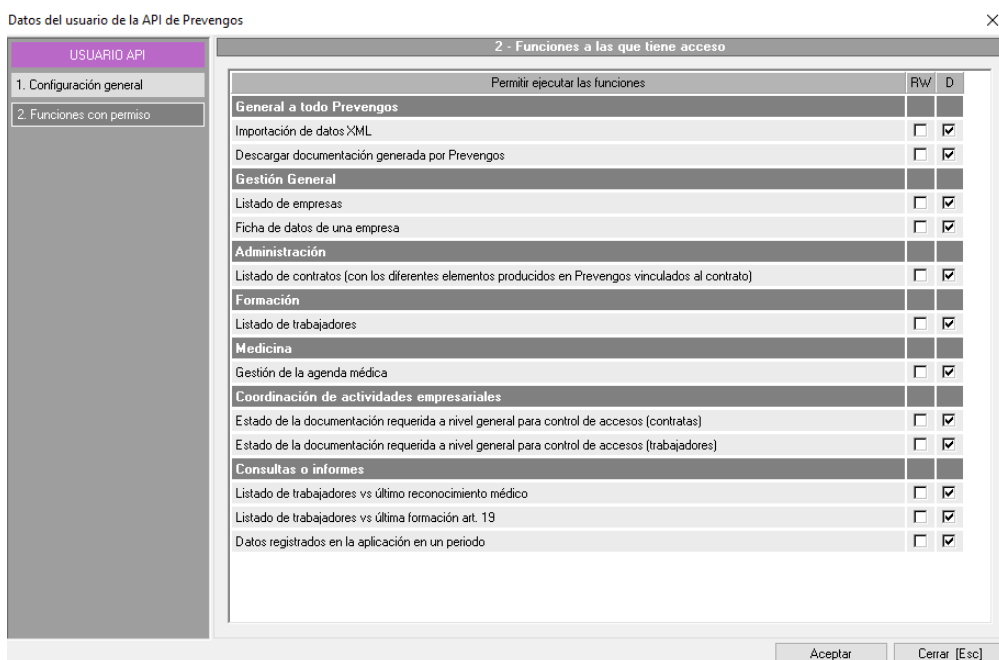 Datos del usuario de la API de Prevengos
USUARIO API
1. Configuración general
2. Funciones con permiso
2 - Funciones a las que tiene acceso
Permitir ejecutar las funciones RW D
General a todo Prevengos
Importación de datos XML
Descargar documentación generada por Prevengos
Gestión General
Listado de empresas
Ficha de datos de una empresa
Administración
Listado de contratos (con los diferentes elementos producidos en Prevengos vinculados al contrato)
Formación
Listado de trabajadores
Medicina
Gestión de la agenda médica
Coordinación de actividades empresariales
Estado de la documentación requerida a nivel general para control de accesos (contratas)
Estado de la documentación requerida a nivel general para control de accesos (trabajadores)
Consultas o informes
Listado de trabajadores vs último reconocimiento médico
Listado de trabajadores vs última formación art. 19
Datos registrados en la aplicación en un periodo
Aceptar
Cerrar [Esc]